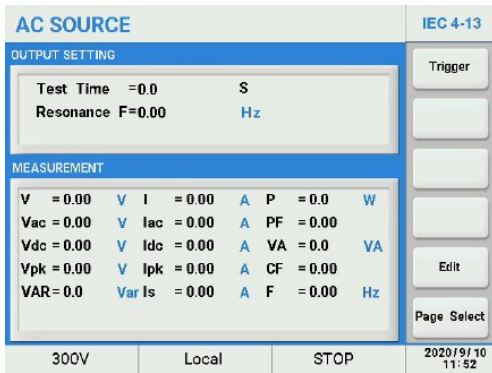 AC SOURCE
IEC 4-13
OUTPUT SETTING
Test Time =0.0 S
Resonance F=0.00 Hz
Trigger
MEASUREMENT
V = 0.00 V I = 0.00 A P = 0.0 W
Vac = 0.00 V Iac = 0.00 A PF = 0.00
Vdc = 0.00 V Idc = 0.00 A VA = 0.0 VA
Vpk = 0.00 V Ipk = 0.00 A CF = 0.00
VAR= 0.0 Var Is = 0.00 A F = 0.00 Hz
Edit
Page Select
300V Local STOP
2020/9/10
11:52